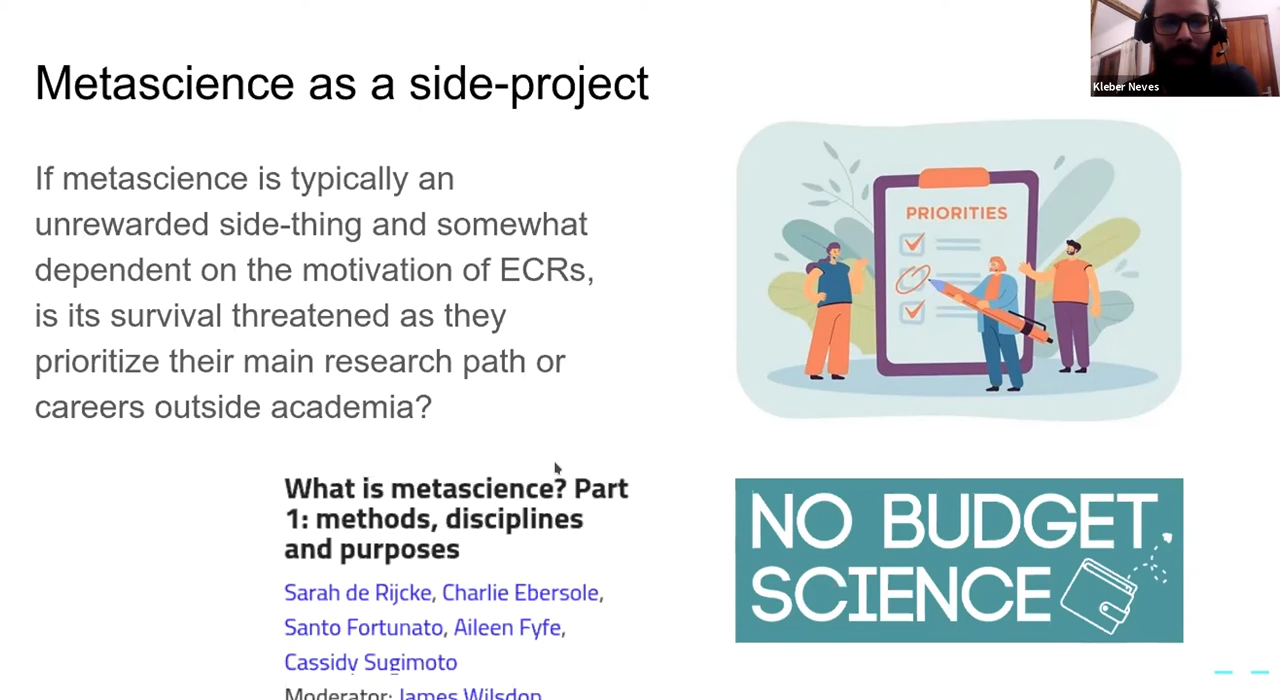 Metascience as a side-project
Kleber Neves
If metascience is typically an
unrewarded side-thing and somewhat
dependent on the motivation of ECRs,
is its survival threatened as they
prioritize their main research path or
careers outside academia?
PRIORITIES
What is metascience? Part
1: methods, disciplines
and purposes
Sarah de Rijcke, Charlie Ebersole,
Santo Fortunato, Aileen Fyfe,
Cassidy Sugimoto
Moderator: James Wilsdon
NO BUDGET
SCIENCE